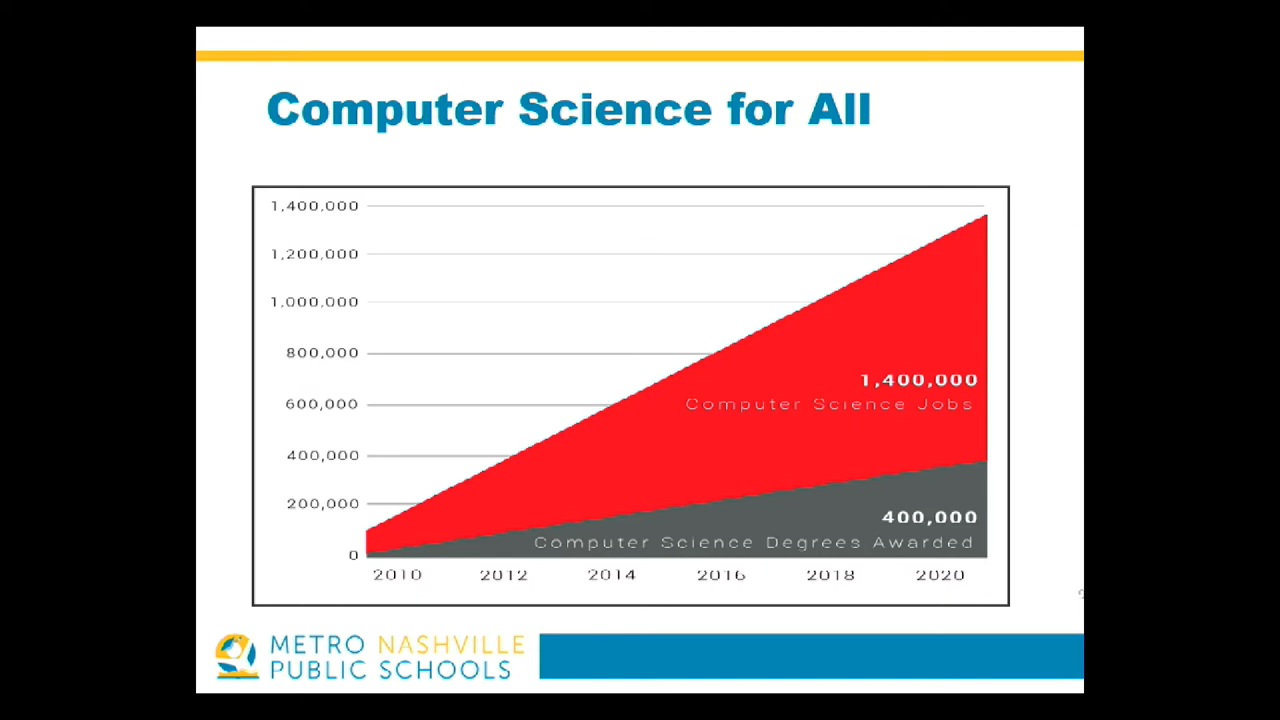 Computer Science for All
1,400,000
1,200,000
1,000,000
800,000
600,000
400,000
200,000
0
1,400,000
Computer Science Jobs
400,000
Computer Science Degrees Awarded
2010 2012 2014 2016 2018 2020
METRO NASHVILLE
PUBLIC SCHOOLS